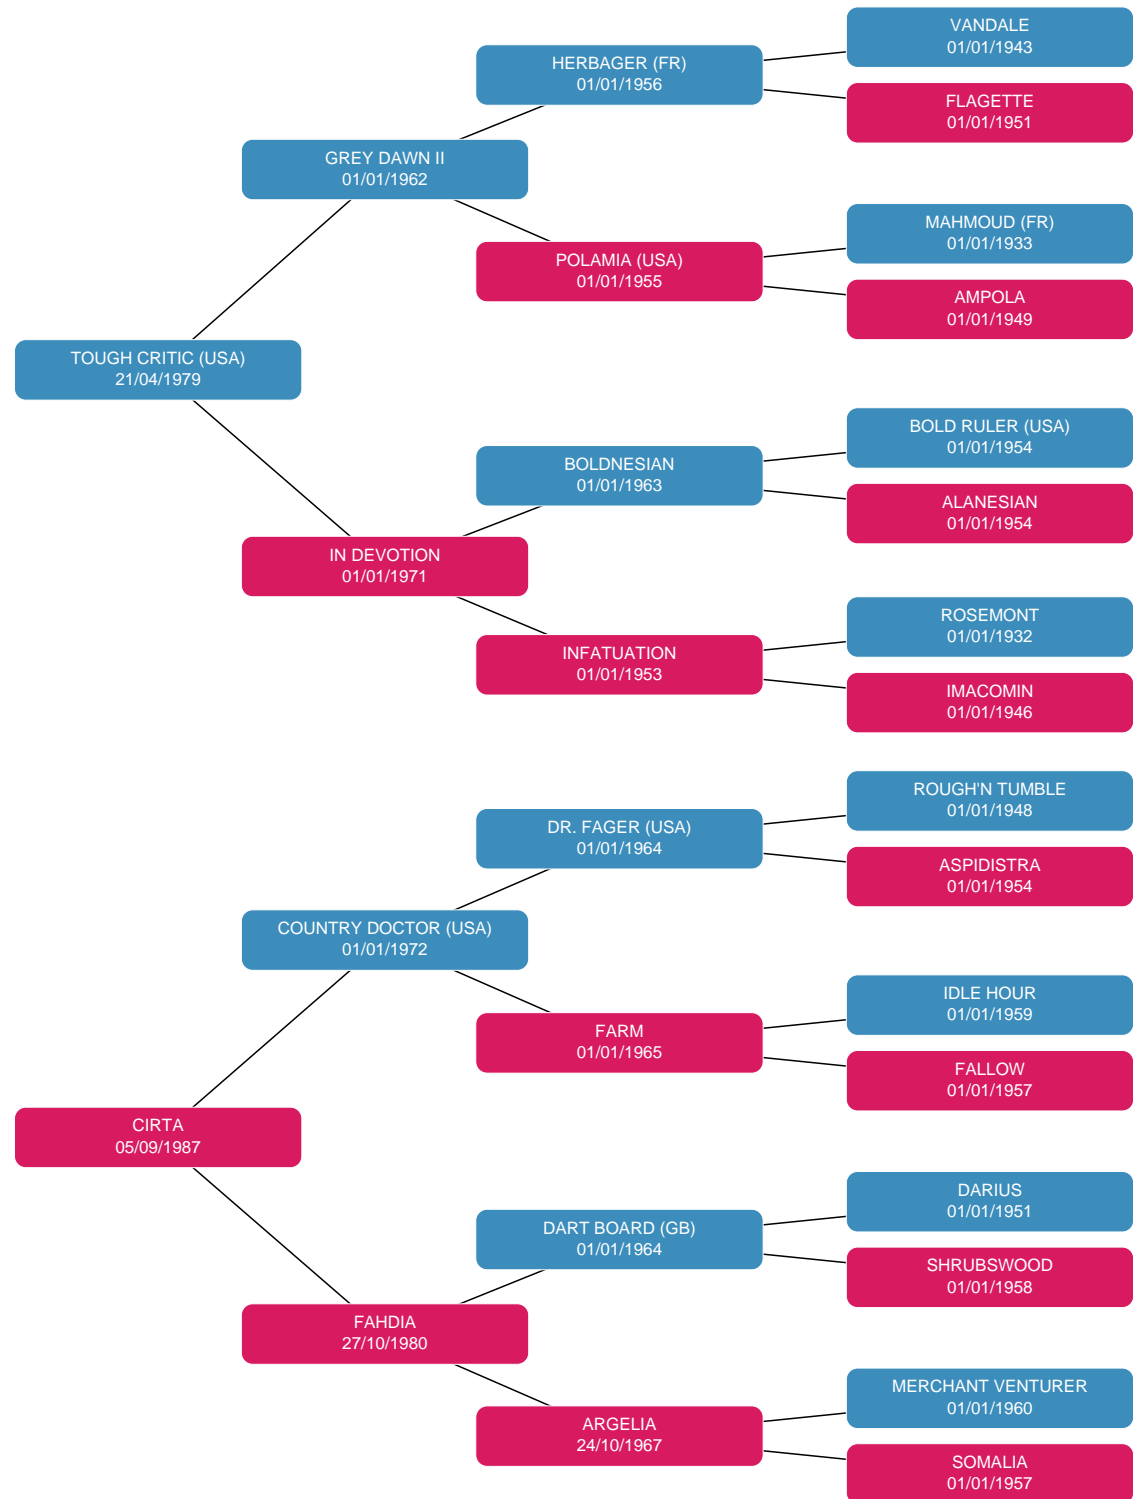 VANDALE
01/01/1943
HERBAGER (FR)
01/01/1956
FLAGETTE
01/01/1951
GREY DAWN II
01/01/1962
MAHMOUD (FR)
01/01/1933
POLAMIA (USA)
01/01/1955
AMPOLA
01/01/1949
TOUGH CRITIC (USA)
21/04/1979
BOLD RULER (USA)
01/01/1954
BOLDNESIAN
01/01/1963
ALANESIAN
01/01/1954
IN DEVOTION
01/01/1971
ROSEMONT
01/01/1932
INFATUATION
01/01/1953
IMACOMIN
01/01/1946
ROUGH'N TUMBLE
01/01/1948
DR. FAGER (USA)
01/01/1964
ASPIDISTRA
01/01/1954
COUNTRY DOCTOR (USA)
01/01/1972
IDLE HOUR
01/01/1959
FARM
01/01/1965
FALLOW
01/01/1957
CIRTA
05/09/1987
DARIUS
01/01/1951
DART BOARD (GB)
01/01/1964
SHRUBSWOOD
01/01/1958
FAHDIA
27/10/1980
MERCHANT VENTURER
01/01/1960
ARGELIA
24/10/1967
SOMALIA
01/01/1957